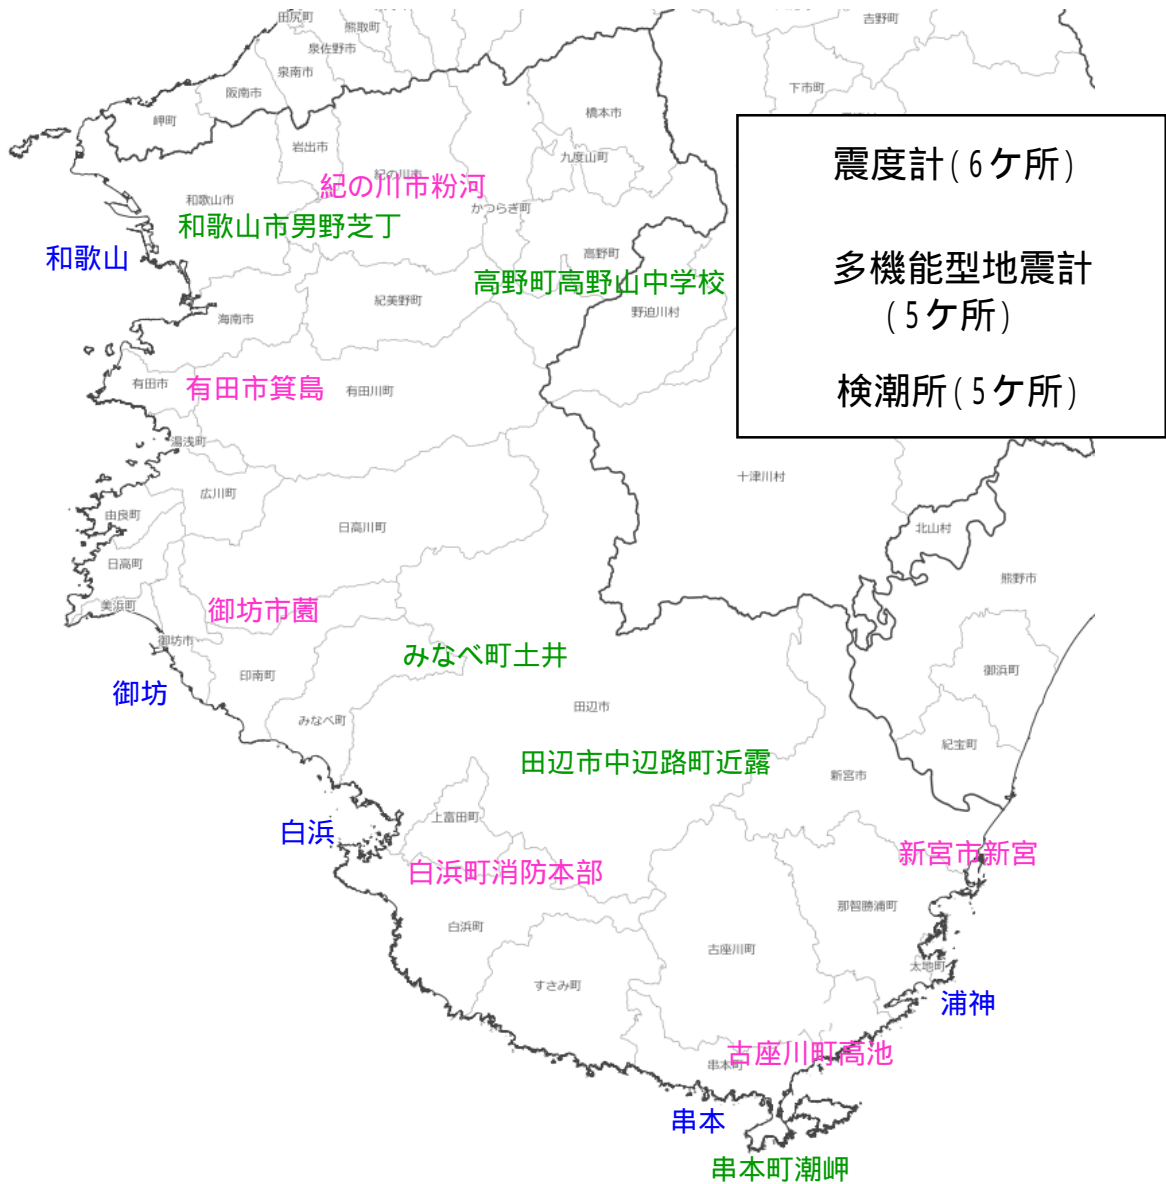 田尻町
熊取町
吉野町
泉佐野市
泉南市
下市町
阪南市
岬町
橋本市
岩出市
九度山町
震度計(6ケ所)
紀の川市
紀の川市粉河
和歌山市
かつらぎ町
和歌山市男野芝丁
和歌山
高野町
高野町高野山中学校
多機能型地震計
(5ケ所)
紀美野町
海南市
野迫川村
有田市
有田市箕島
有田川町
検潮所(5ケ所)
湯浅町
十津川村
広川町
由良町
日高川町
北山村
日高町
熊野市
美浜町
御坊市薗
御坊市
みなべ町土井
印南町
御浜町
御坊
みなべ町
田辺市
紀宝町
田辺市中辺路町近露
新宮市
上富田町
白浜
新宮市新宮
白浜町消防本部
那智勝浦町
白浜町
古座川町
太地町
すさみ町
浦神
古座川町高池
串本町
串本
串本町潮岬